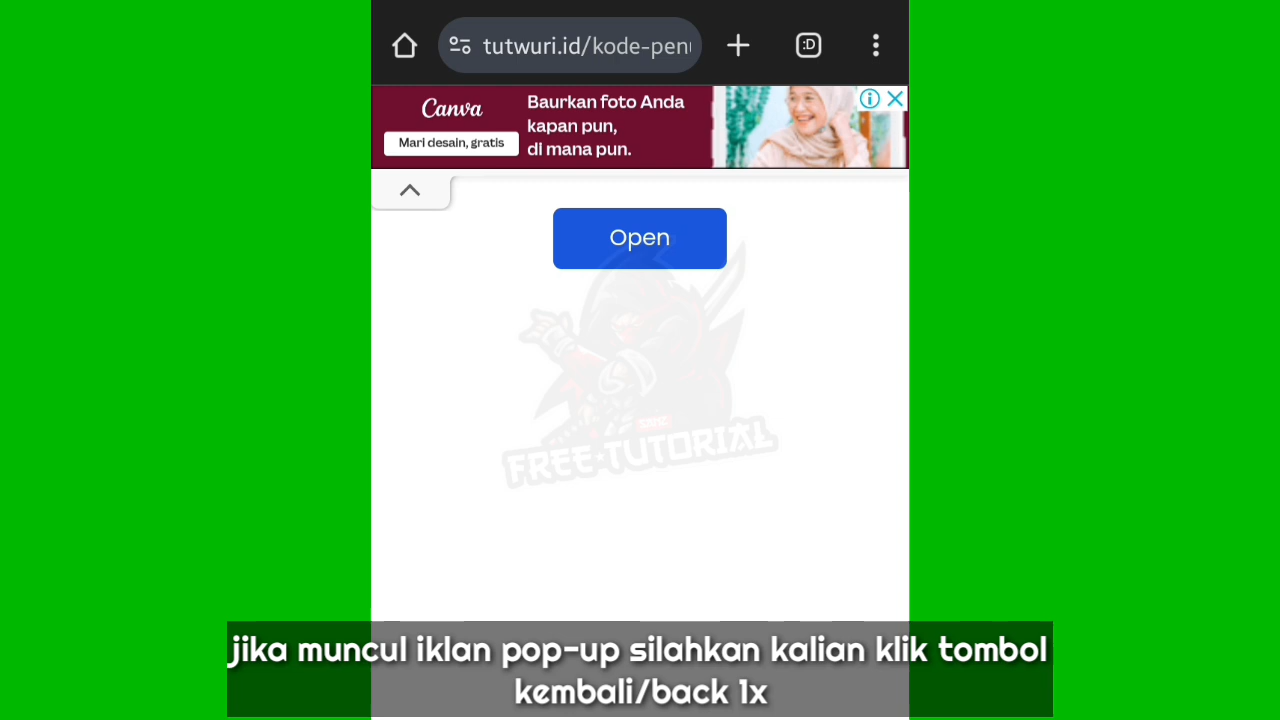 tutwuri.id/kode-pen
:D
Canva
Mari desain, gratis
Baurkan foto Anda
kapan pun,
di mana pun.
Open
FREE TUTORIAL
jika muncul iklan pop-up silahkan kalian klik tombol
kembali/back 1x